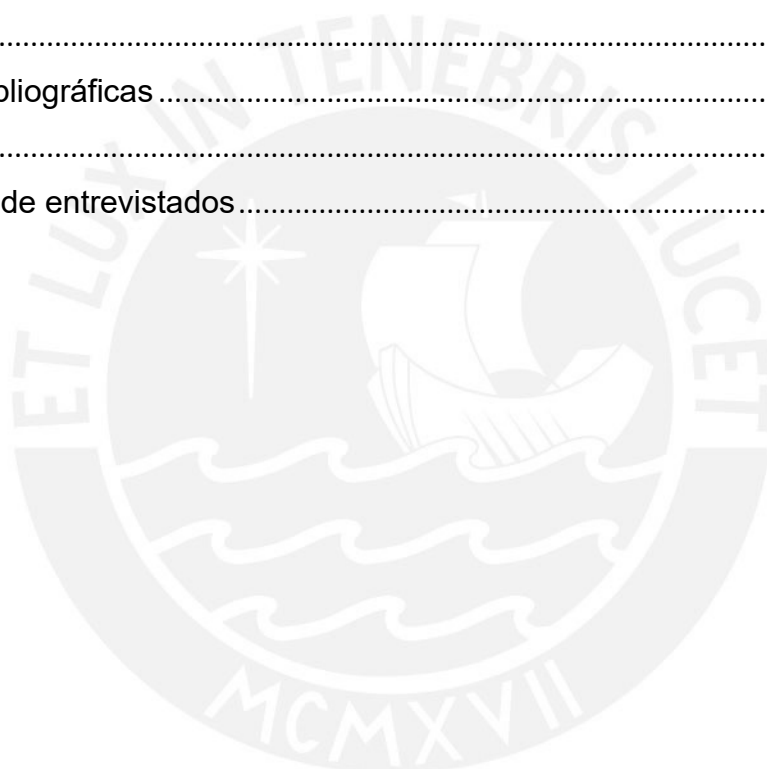 ................................................................................
bliográficas................................................................
................................................................................
de entrevistados.......................................................
ET LUX IN TENEBRIS LUCET
MCMXVII